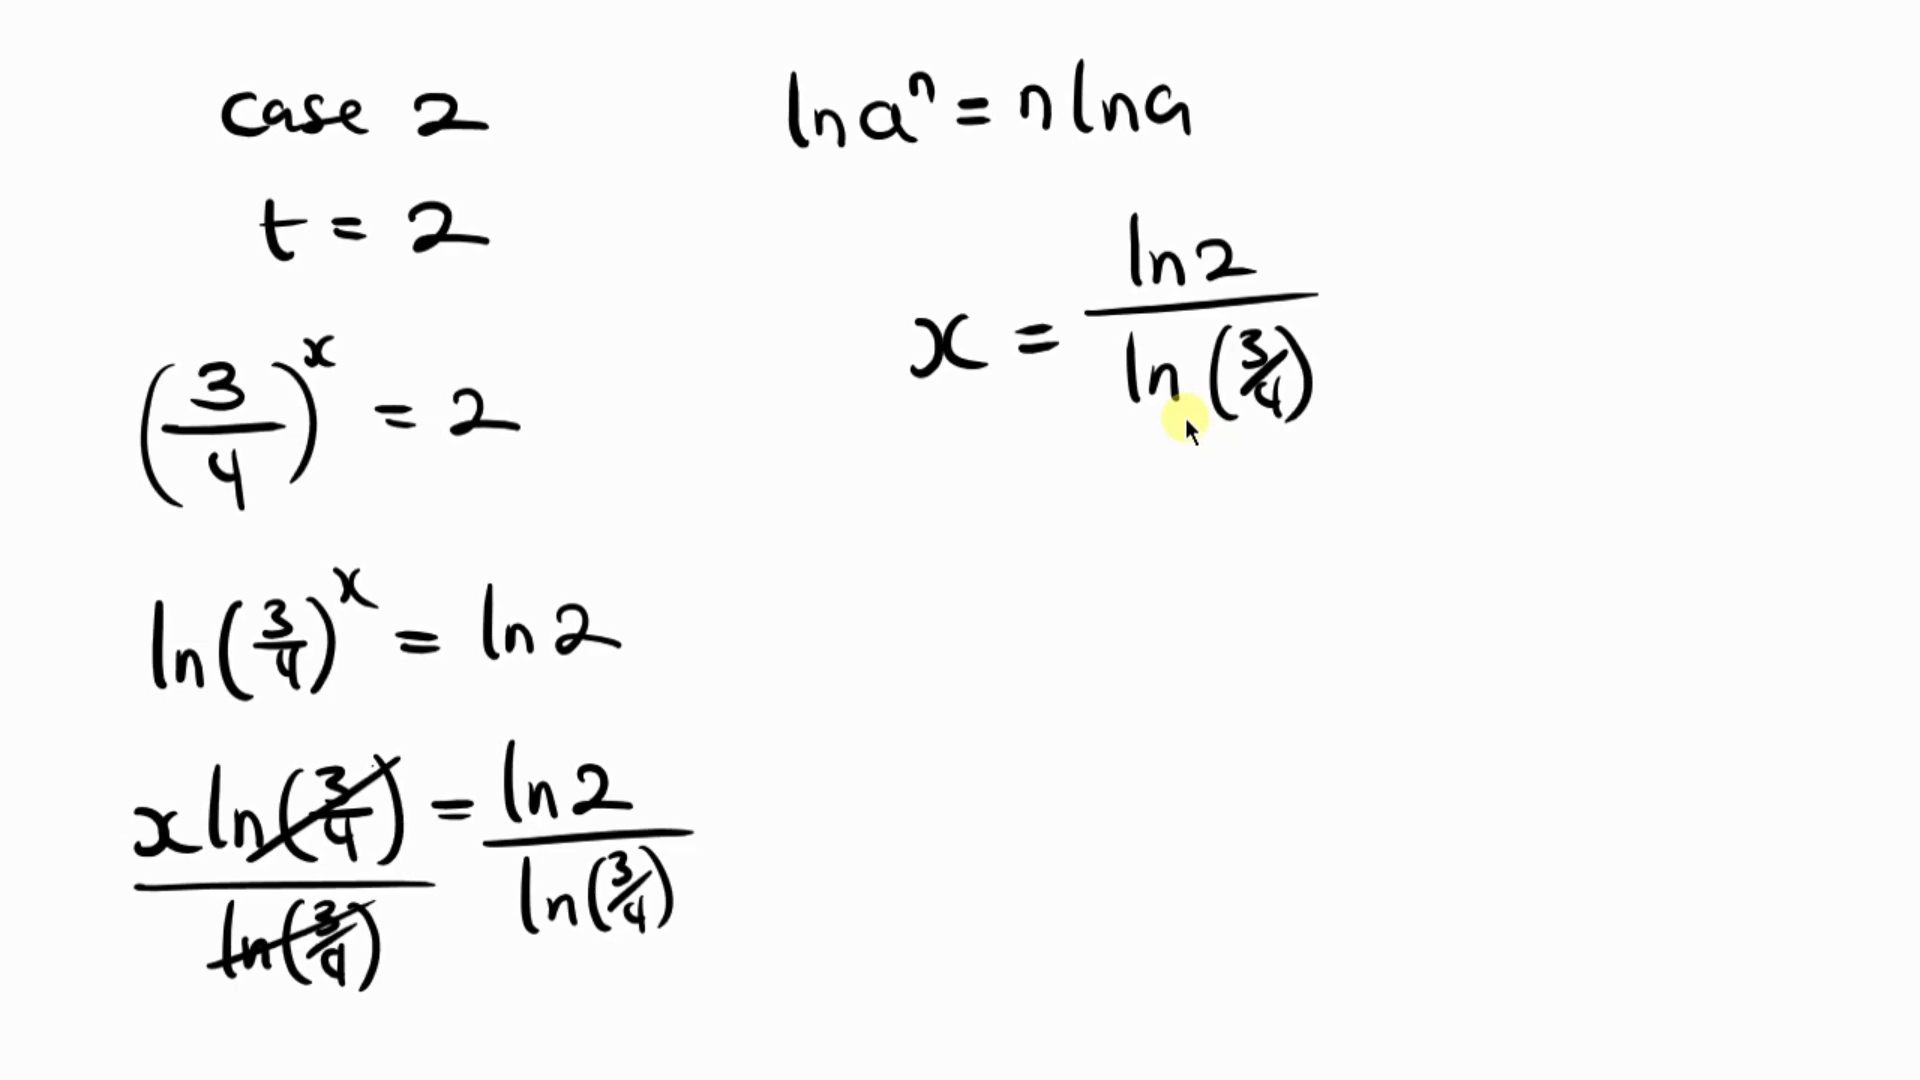 case 2
t = 2
(3/4)^x = 2
ln(3/4)^x = ln 2
x ln(3/4) / ln(3/4) = ln 2 / ln(3/4)
ln a^n = n ln a
x = ln 2 / ln(3/4)